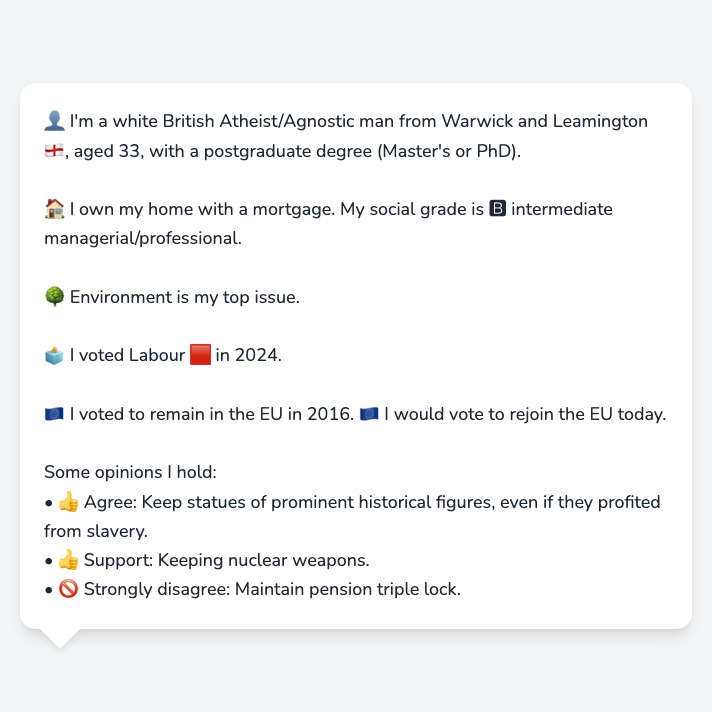 👤 I'm a white British Atheist/Agnostic man from Warwick and Leamington
🏴󠁧󠁢󠁥󠁮󠁧󠁿, aged 33, with a postgraduate degree (Master's or PhD).
🏠 I own my home with a mortgage. My social grade is 🅱 intermediate
managerial/professional.
🌳 Environment is my top issue.
🗳️ I voted Labour 🟥 in 2024.
🇪🇺 I voted to remain in the EU in 2016. 🇪🇺 I would vote to rejoin the EU today.
Some opinions I hold:
• 👍 Agree: Keep statues of prominent historical figures, even if they profited
from slavery.
• 👍 Support: Keeping nuclear weapons.
• 🚫 Strongly disagree: Maintain pension triple lock.